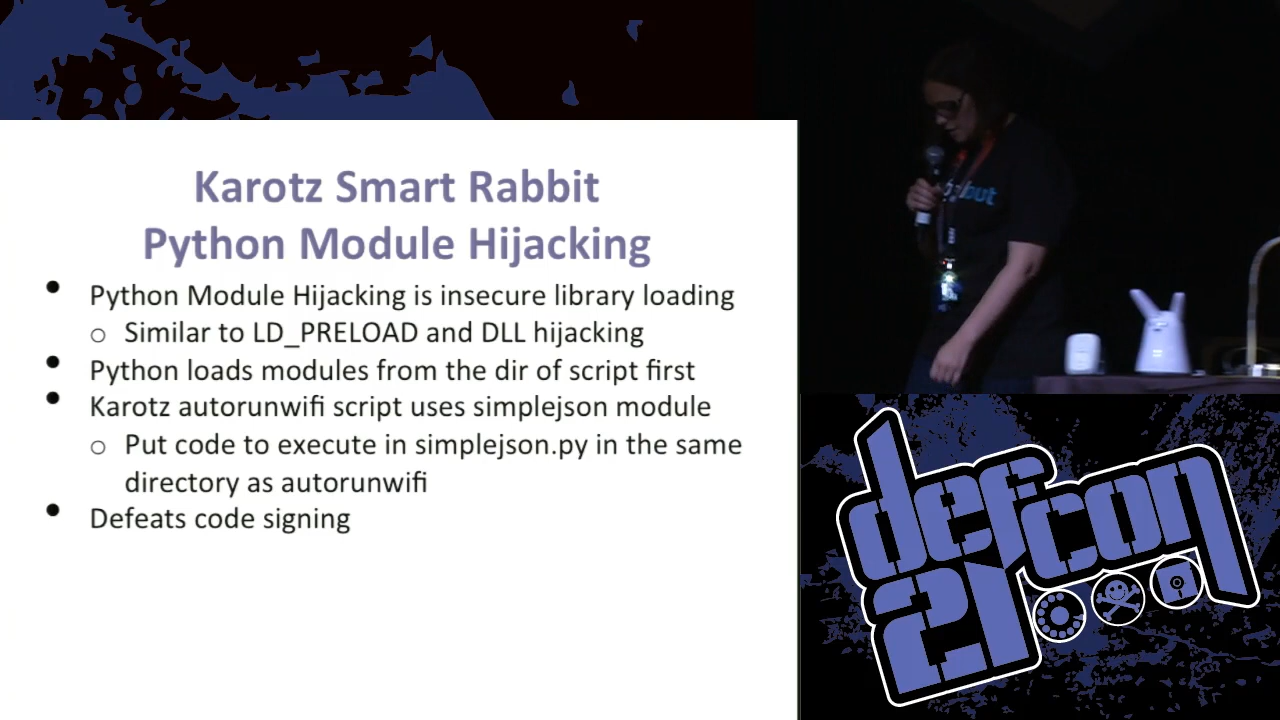 Karotz Smart Rabbit
Python Module Hijacking
• Python Module Hijacking is insecure library loading
o Similar to LD_PRELOAD and DLL hijacking
• Python loads modules from the dir of script first
• Karotz autorunwifi script uses simplejson module
o Put code to execute in simplejson.py in the same
directory as autorunwifi
• Defeats code signing
defcon
21